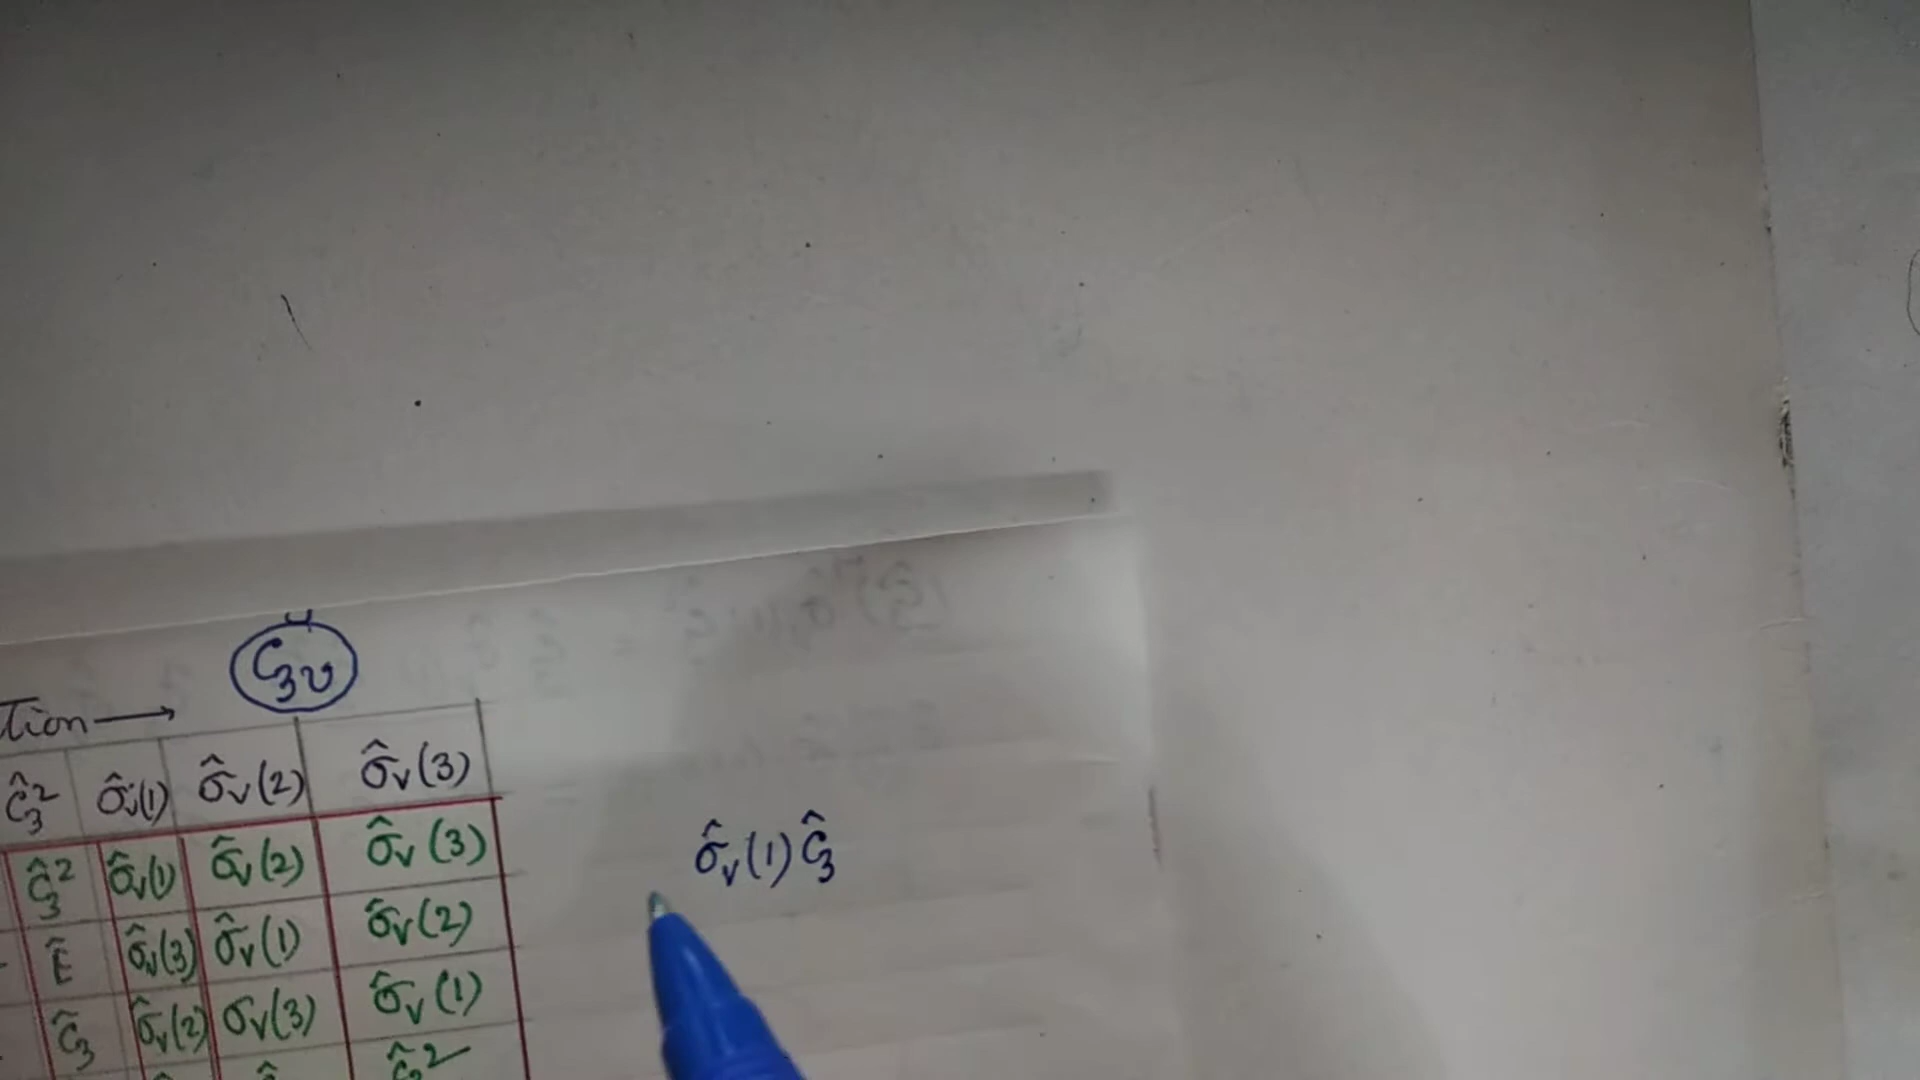 C₃ᵥ
tion →
Ĉ₃² σ̂ᵥ(1) σ̂ᵥ(2) σ̂ᵥ(3)
Ĉ₃² σ̂ᵥ(1) σ̂ᵥ(2) σ̂ᵥ(3)
σ̂ᵥ(1) Ĉ₃
Ê σ̂ᵥ(3) σ̂ᵥ(1) σ̂ᵥ(2)
Ĉ₃ σ̂ᵥ(2) σᵥ(3) σ̂ᵥ(1)
Ĉ₃²